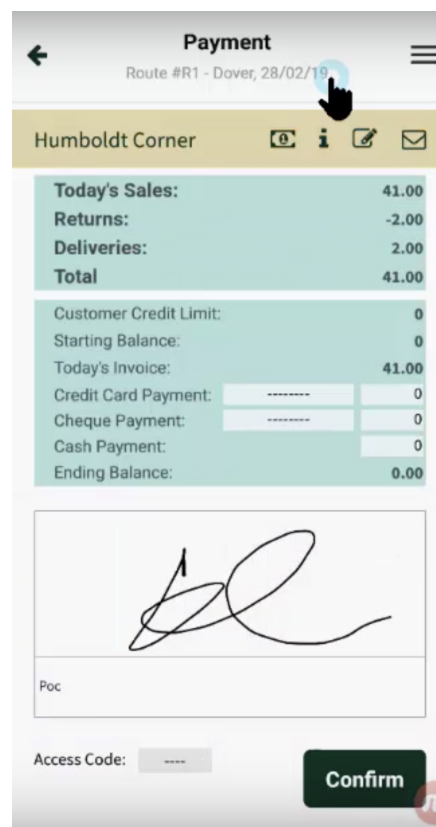 Payment
Route #R1 - Dover, 28/02/19
Humboldt Corner
Today's Sales: 41.00
Returns: -2.00
Deliveries: 2.00
Total 41.00
Customer Credit Limit: 0
Starting Balance: 0
Today's Invoice: 41.00
Credit Card Payment: -------- 0
Cheque Payment: -------- 0
Cash Payment: 0
Ending Balance: 0.00
Poc
Access Code: ----
Confirm